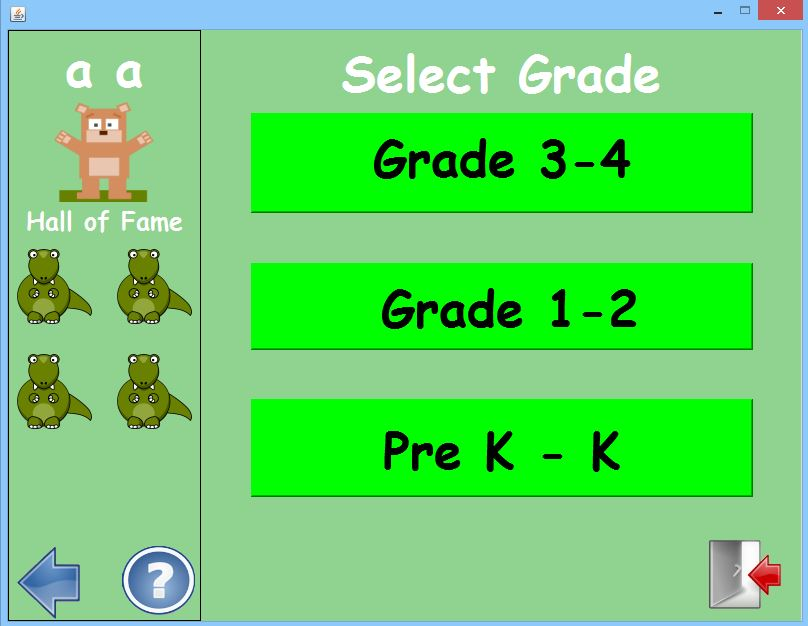 a a
Hall of Fame
?
Select Grade
Grade 3-4
Grade 1-2
Pre K - K